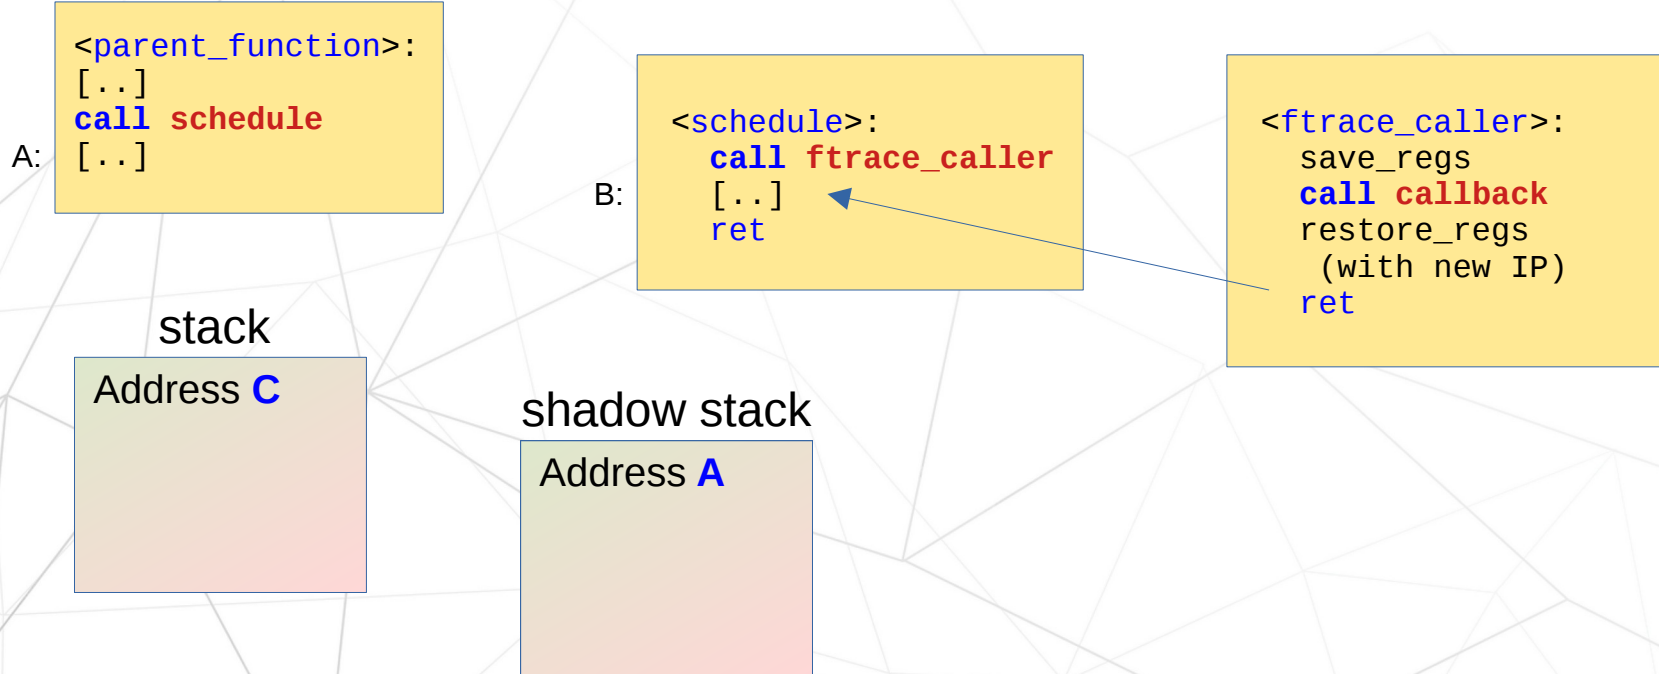 <parent_function>:
[..]
call schedule
A:
[..]
<schedule>:
call ftrace_caller
B:
[..]
ret
<ftrace_caller>:
save_regs
call callback
restore_regs
(with new IP)
ret
stack
Address C
shadow stack
Address A